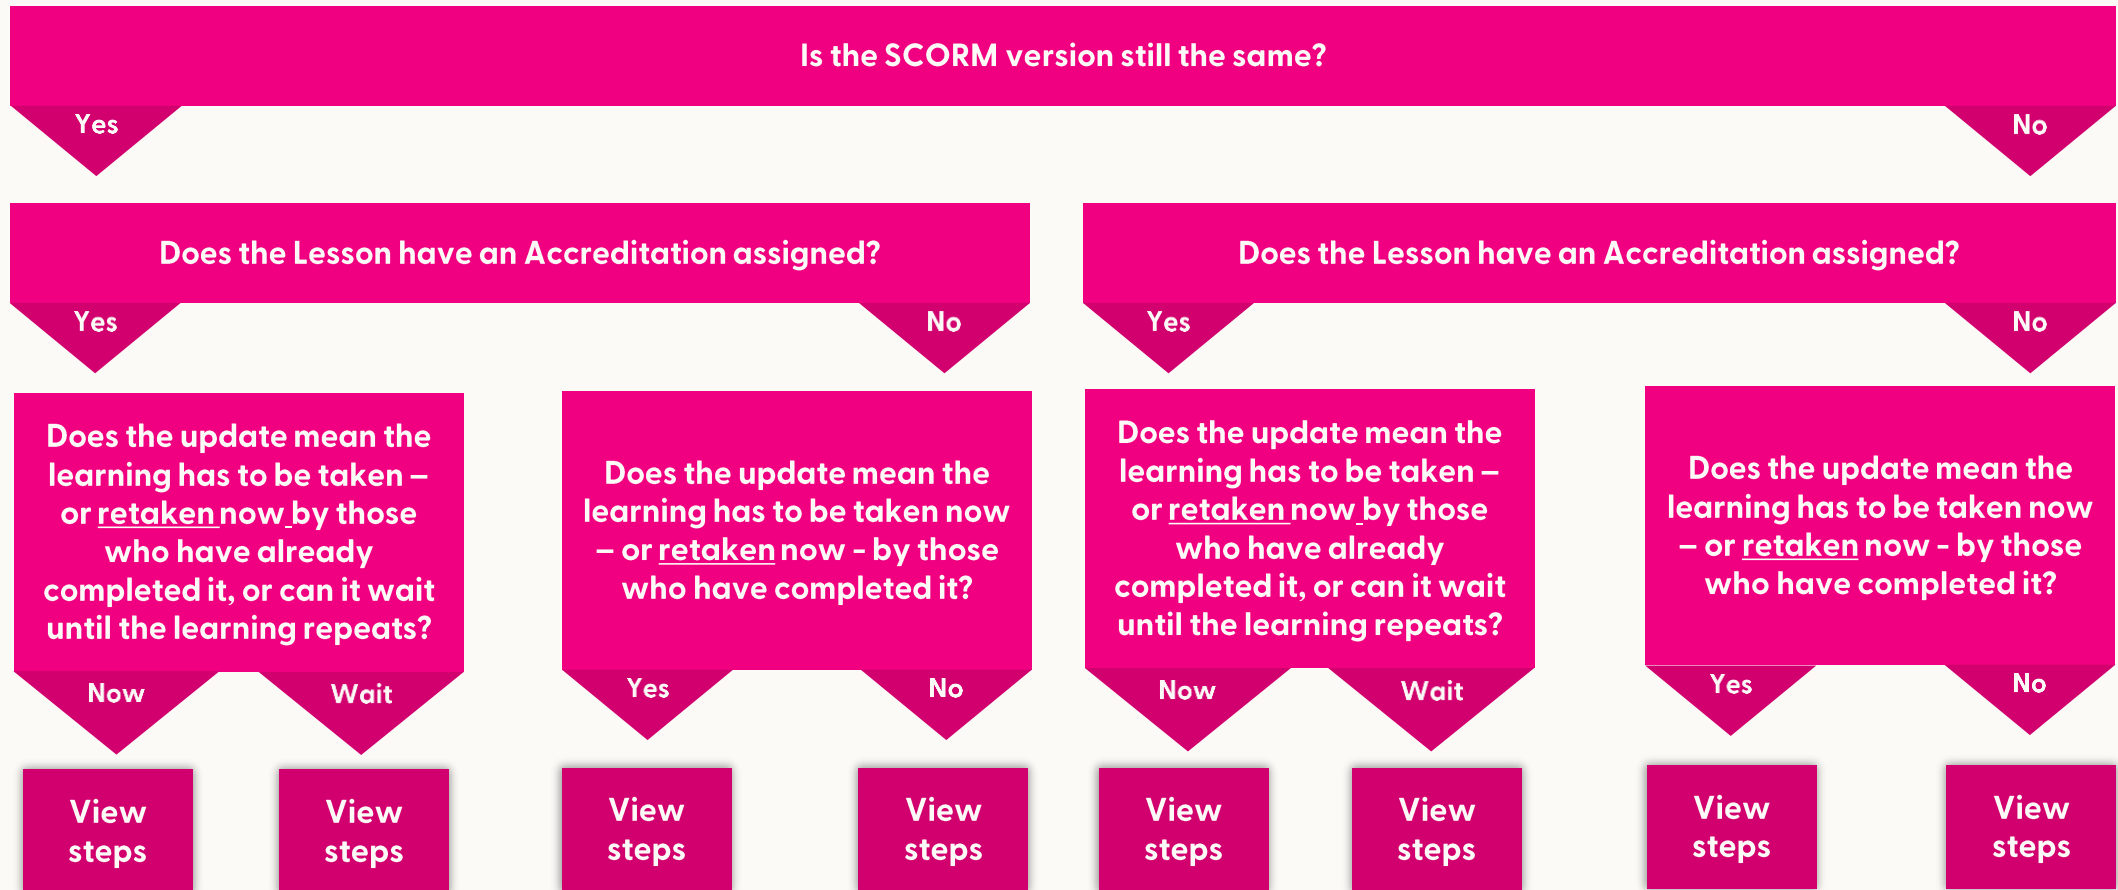 Is the SCORM version still the same?
Yes
No
Does the Lesson have an Accreditation assigned?
Yes
No
Does the Lesson have an Accreditation assigned?
Yes
No
Does the update mean the
learning has to be taken –
or retaken now by those
who have already
completed it, or can it wait
until the learning repeats?
Now
Wait
Does the update mean the
learning has to be taken now
– or retaken now - by those
who have completed it?
Yes
No
Does the update mean the
learning has to be taken –
or retaken now by those
who have already
completed it, or can it wait
until the learning repeats?
Now
Wait
Does the update mean the
learning has to be taken now
– or retaken now - by those
who have completed it?
Yes
No
View
steps
View
steps
View
steps
View
steps
View
steps
View
steps
View
steps
View
steps